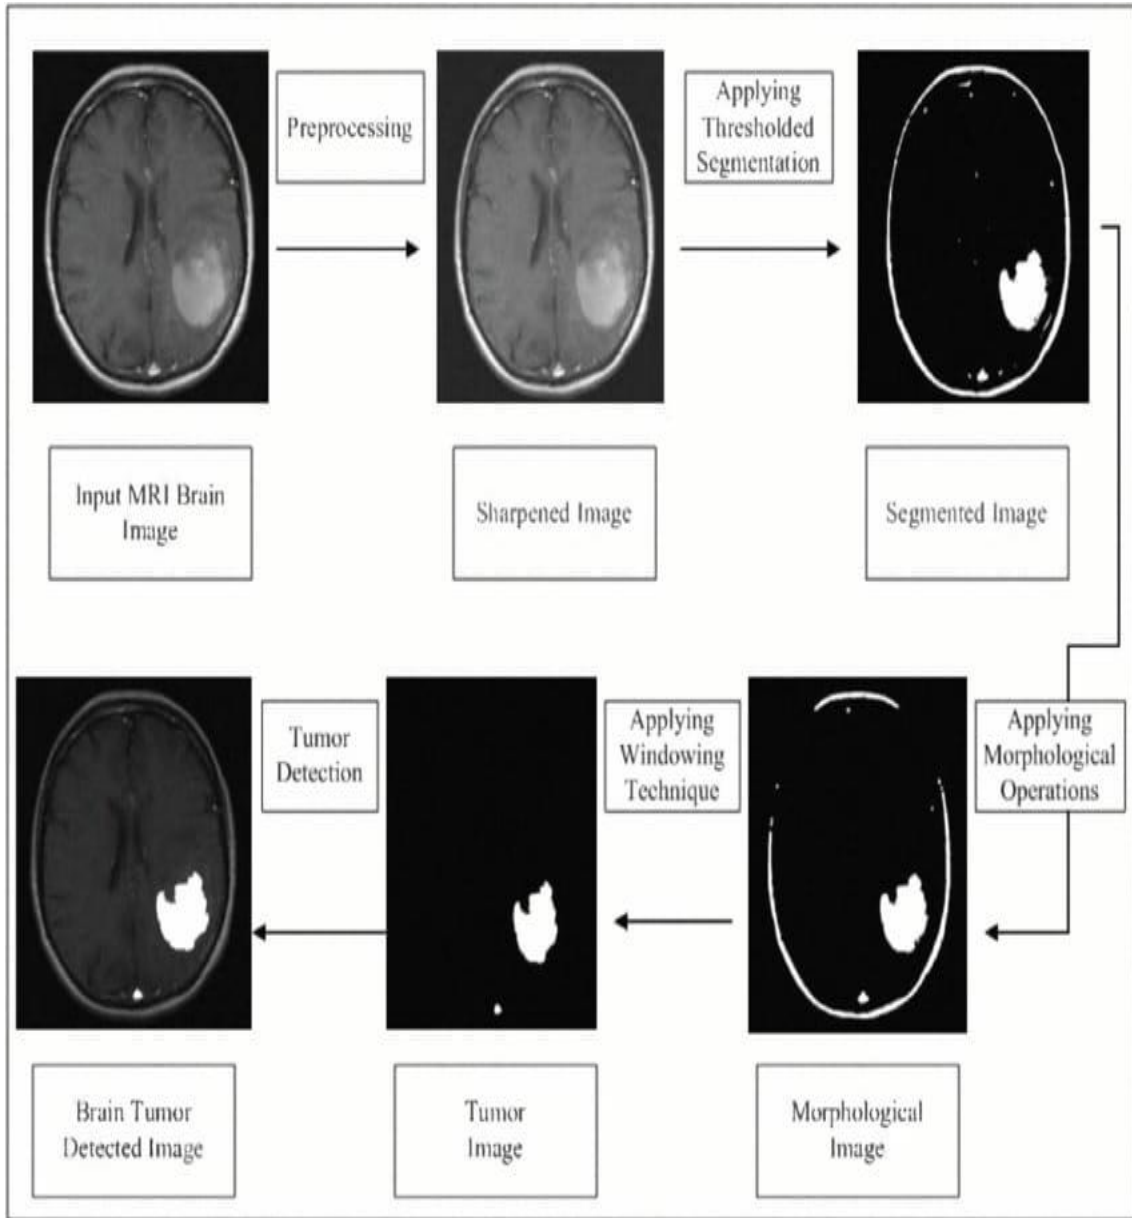 Preprocessing
Applying
Thresholded
Segmentation
Input MRI Brain
Image
Sharpened Image
Segmented Image
Tumor
Detection
Applying
Windowing
Technique
Applying
Morphological
Operations
Brain Tumor
Detected Image
Tumor
Image
Morphological
Image